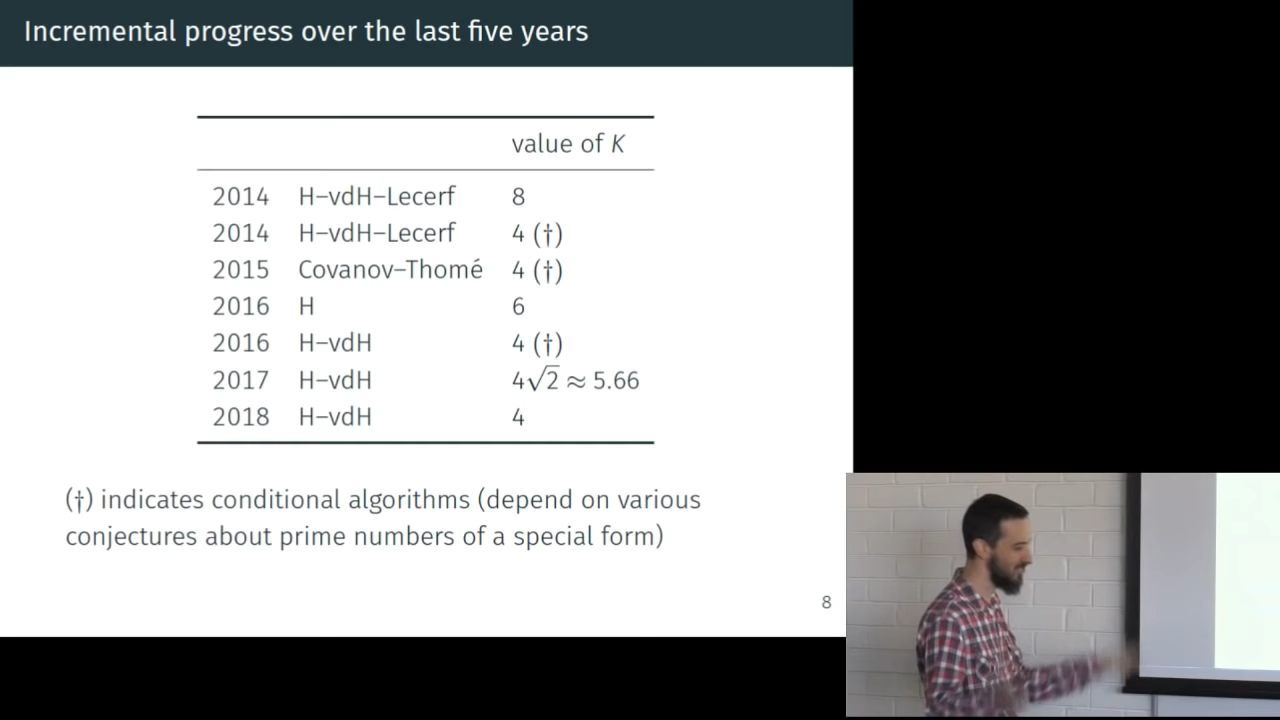 Incremental progress over the last five years
value of K
2014 H–vdH–Lecerf 8
2014 H–vdH–Lecerf 4 (†)
2015 Covanov–Thomé 4 (†)
2016 H 6
2016 H–vdH 4 (†)
2017 H–vdH 4√2 ≈ 5.66
2018 H–vdH 4
(†) indicates conditional algorithms (depend on various
conjectures about prime numbers of a special form)
8